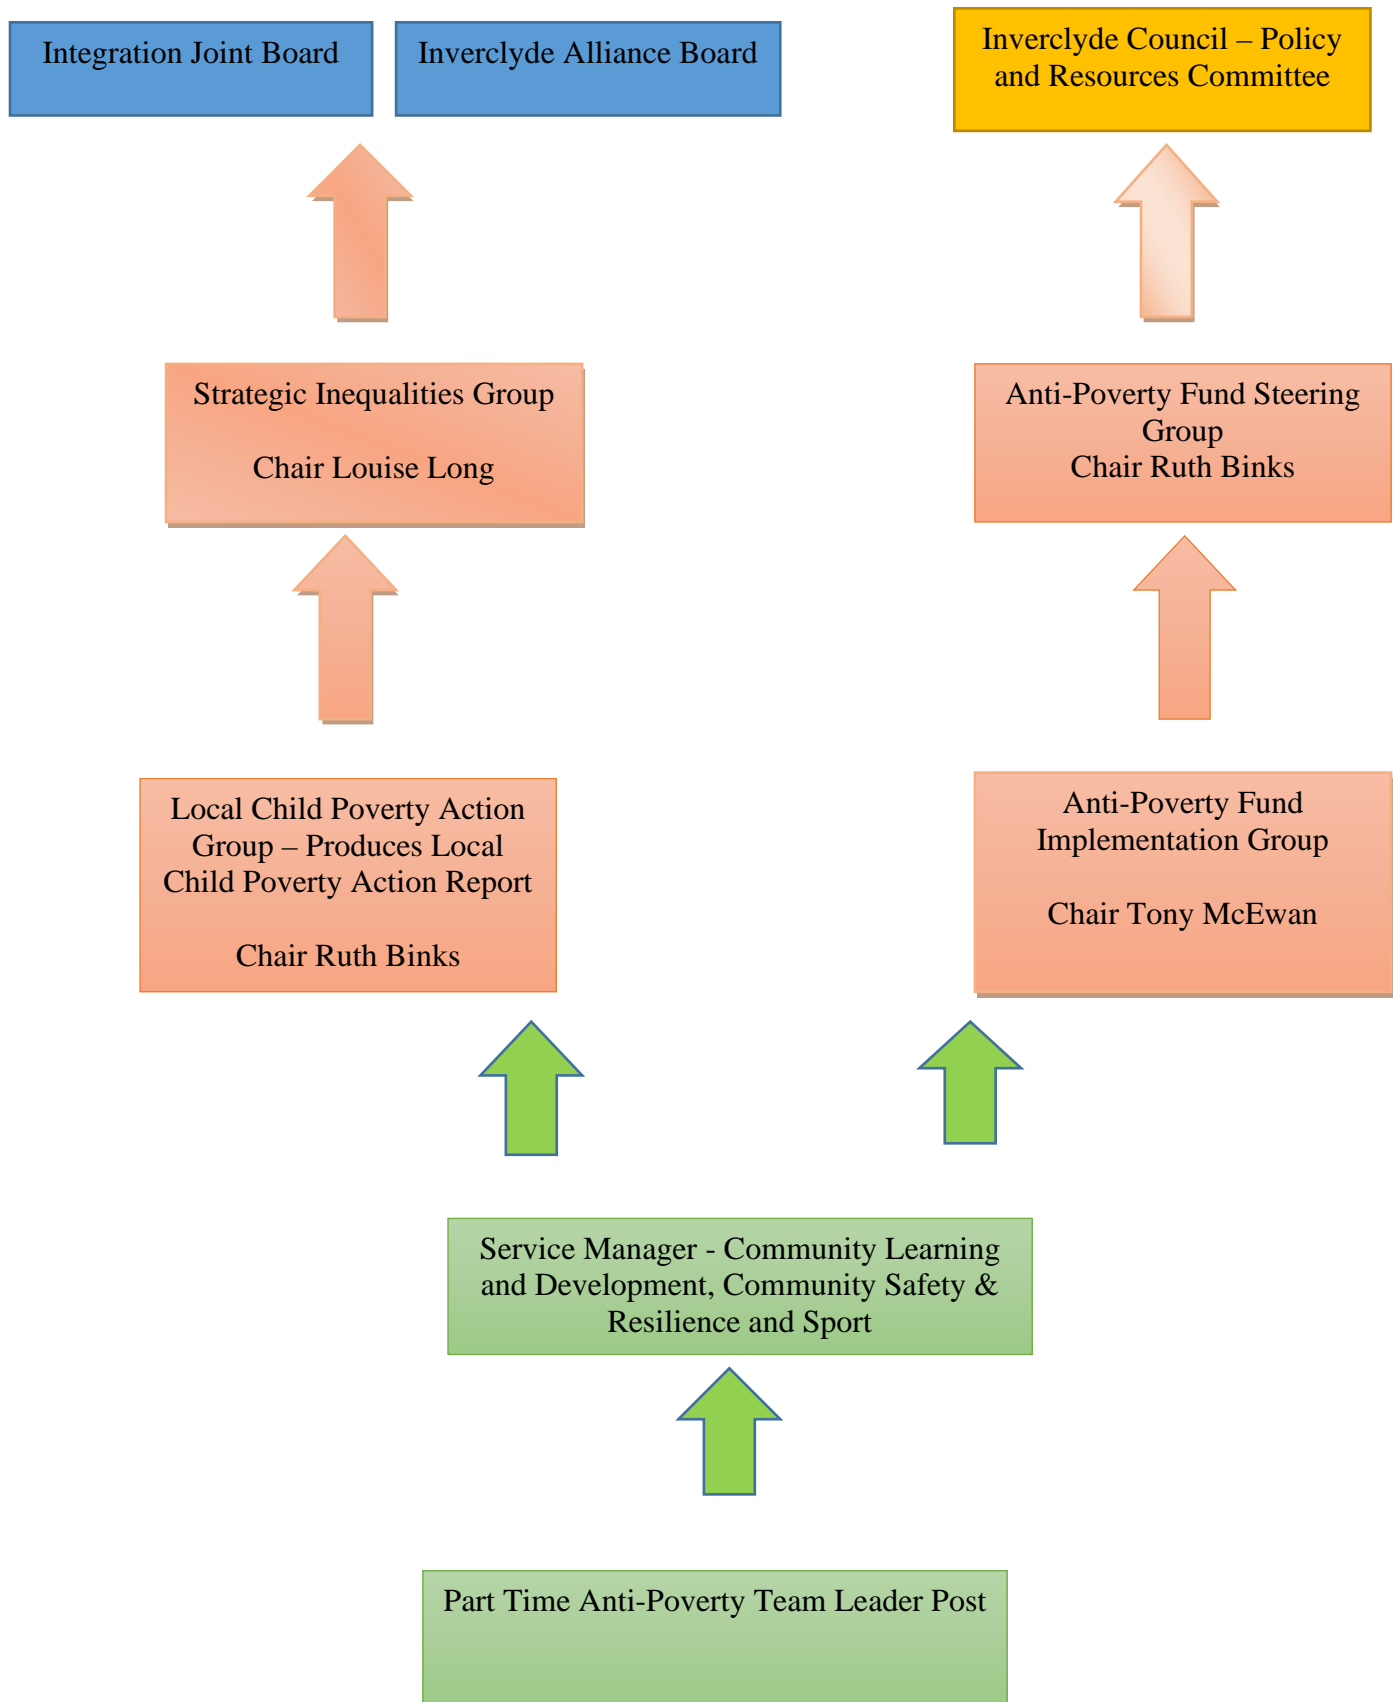 Integration Joint Board
Inverclyde Alliance Board
Inverclyde Council – Policy
and Resources Committee
Strategic Inequalities Group
Chair Louise Long
Anti-Poverty Fund Steering
Group
Chair Ruth Binks
Local Child Poverty Action
Group – Produces Local
Child Poverty Action Report
Chair Ruth Binks
Anti-Poverty Fund
Implementation Group
Chair Tony McEwan
Service Manager - Community Learning
and Development, Community Safety &
Resilience and Sport
Part Time Anti-Poverty Team Leader Post